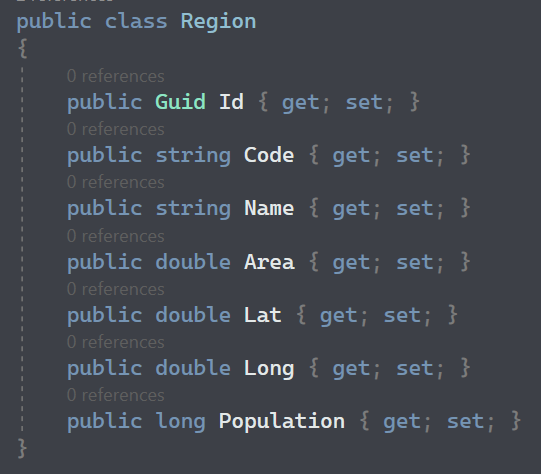 public class Region
{
0 references
public Guid Id { get; set; }
0 references
public string Code { get; set; }
0 references
public string Name { get; set; }
0 references
public double Area { get; set; }
0 references
public double Lat { get; set; }
0 references
public double Long { get; set; }
0 references
public long Population { get; set; }
}